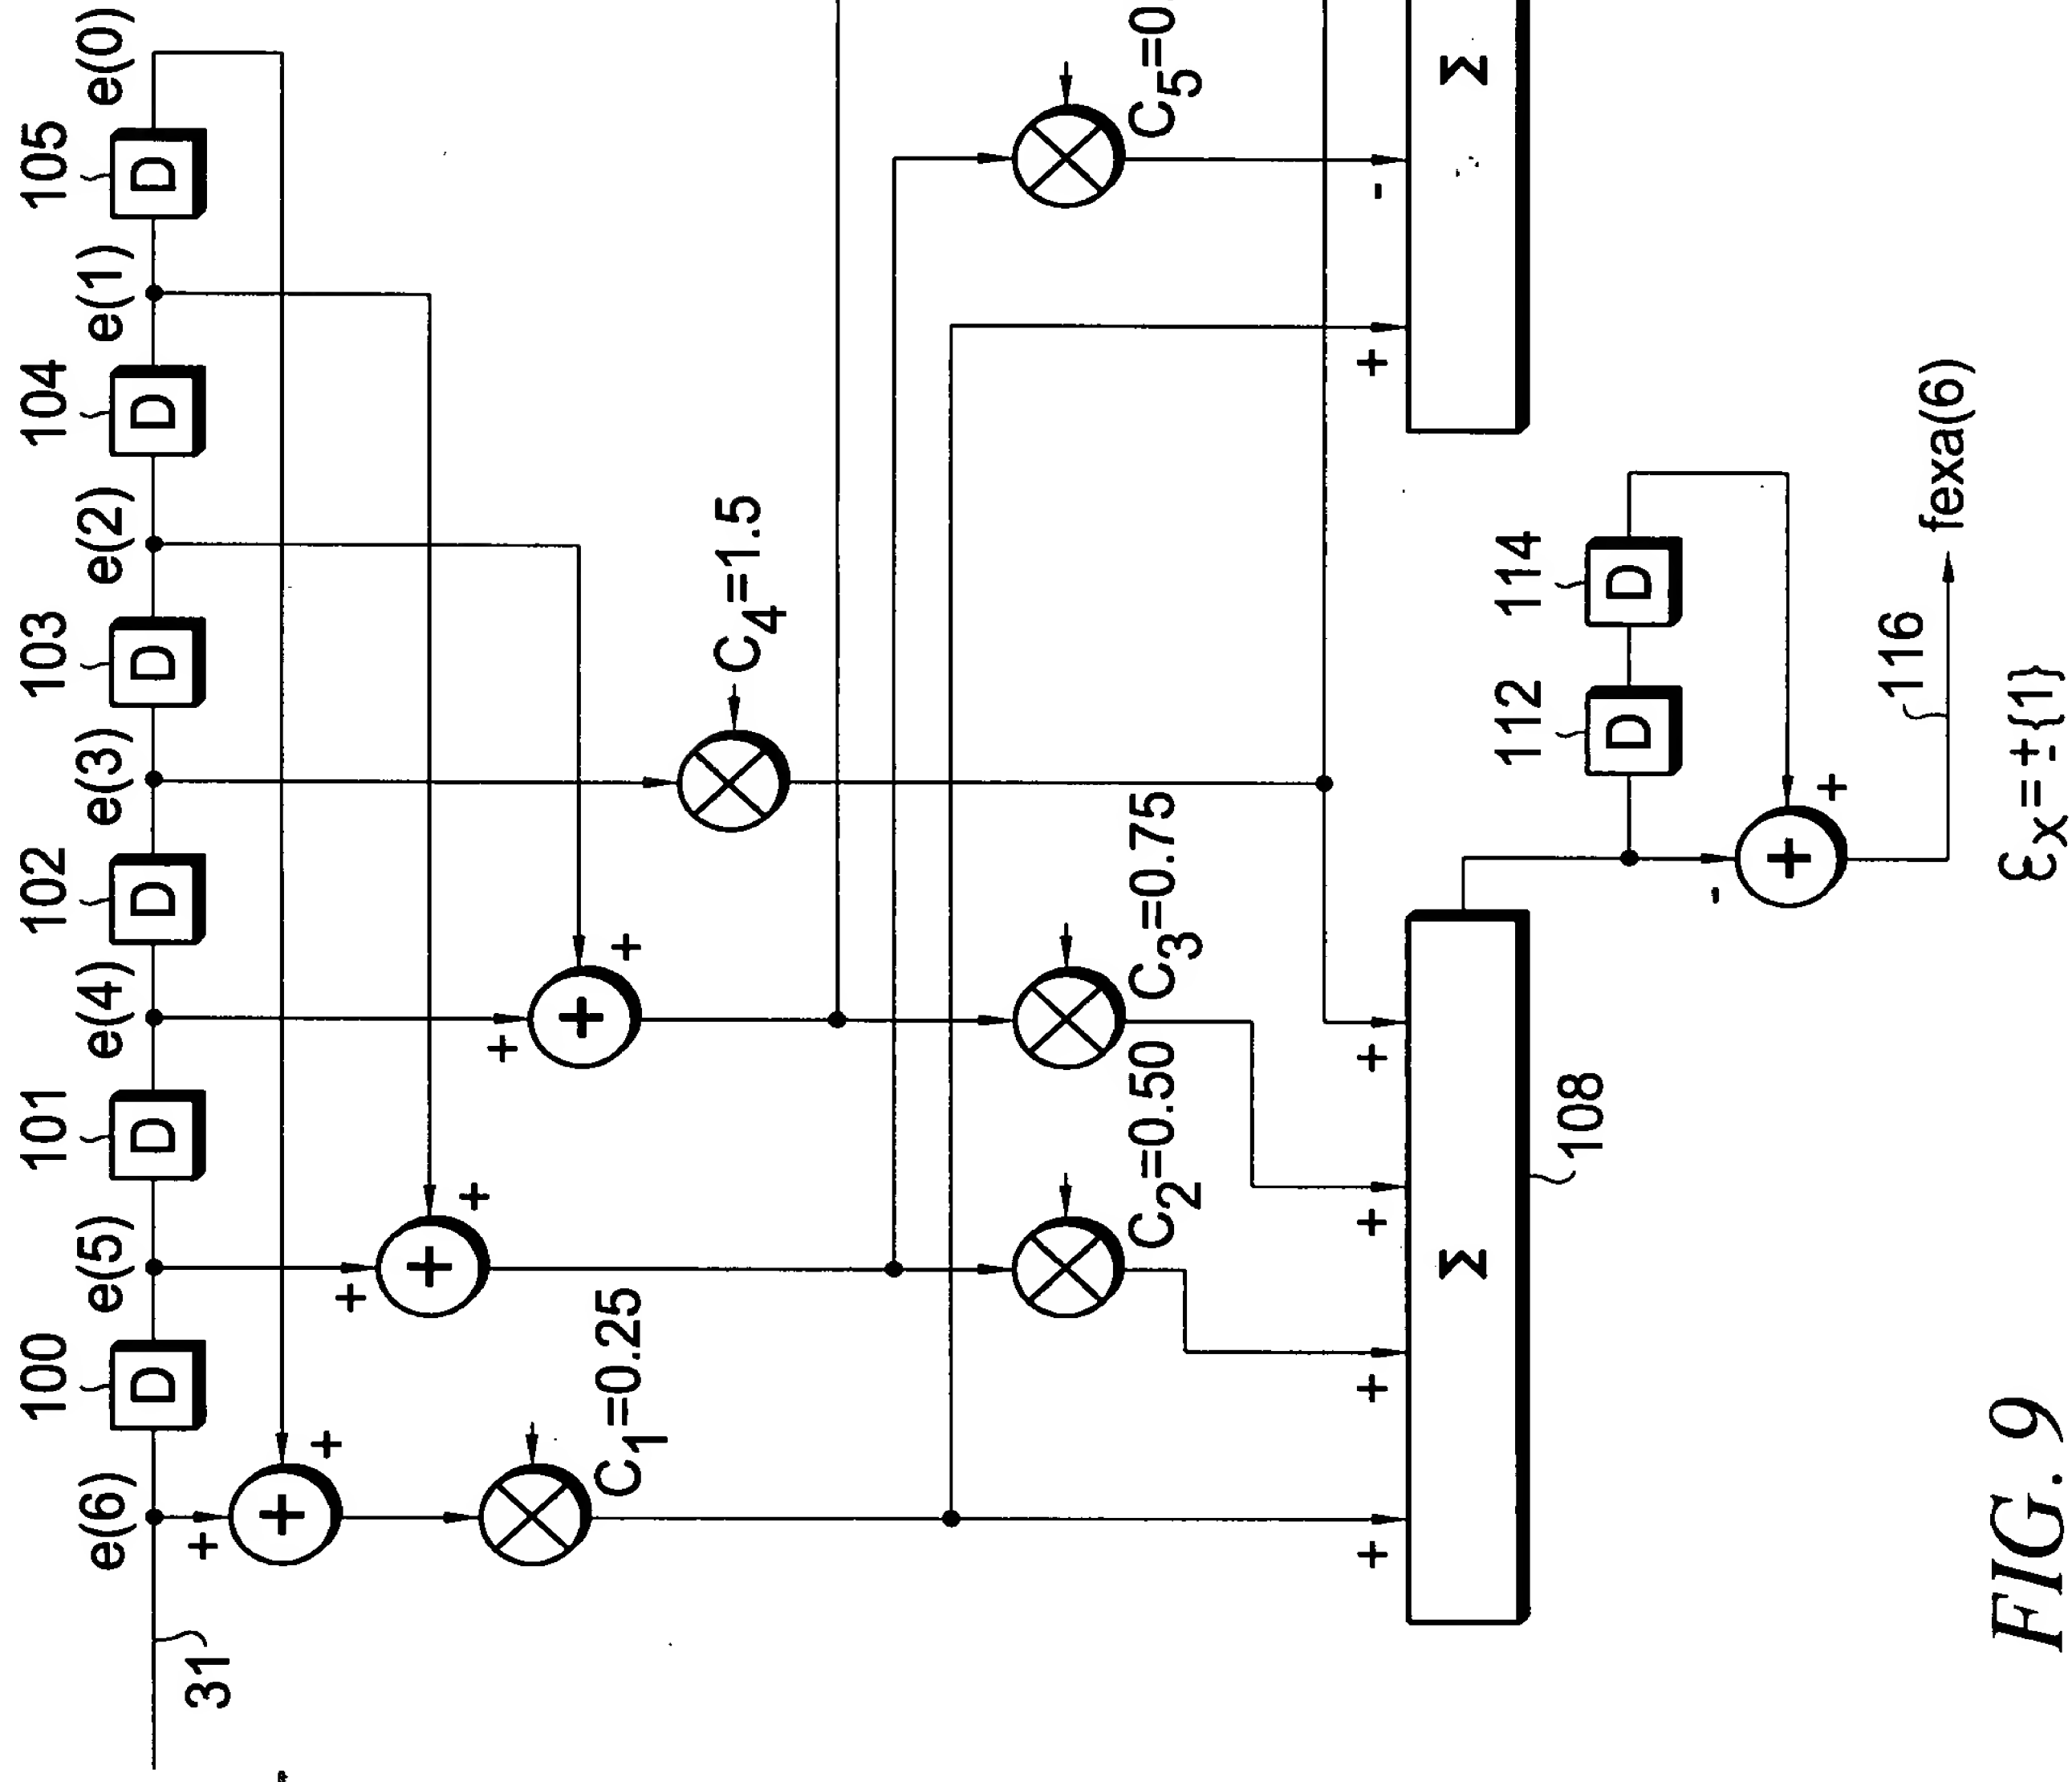 100
101
102
103
104
105
e(6)
e(5)
e(4)
e(3)
e(2)
e(1)
e(0)
D
D
D
D
D
D
31
+
+
+
C1=0.25
+
+
+
+
+
+
C4=1.5
C2=0.50
C3=0.75
C5=0
+
+
+
+
+
-
Σ
Σ
108
112
114
D
D
-
+
+
116
fexa(6)
Ɛx=±{1}
FIG. 9